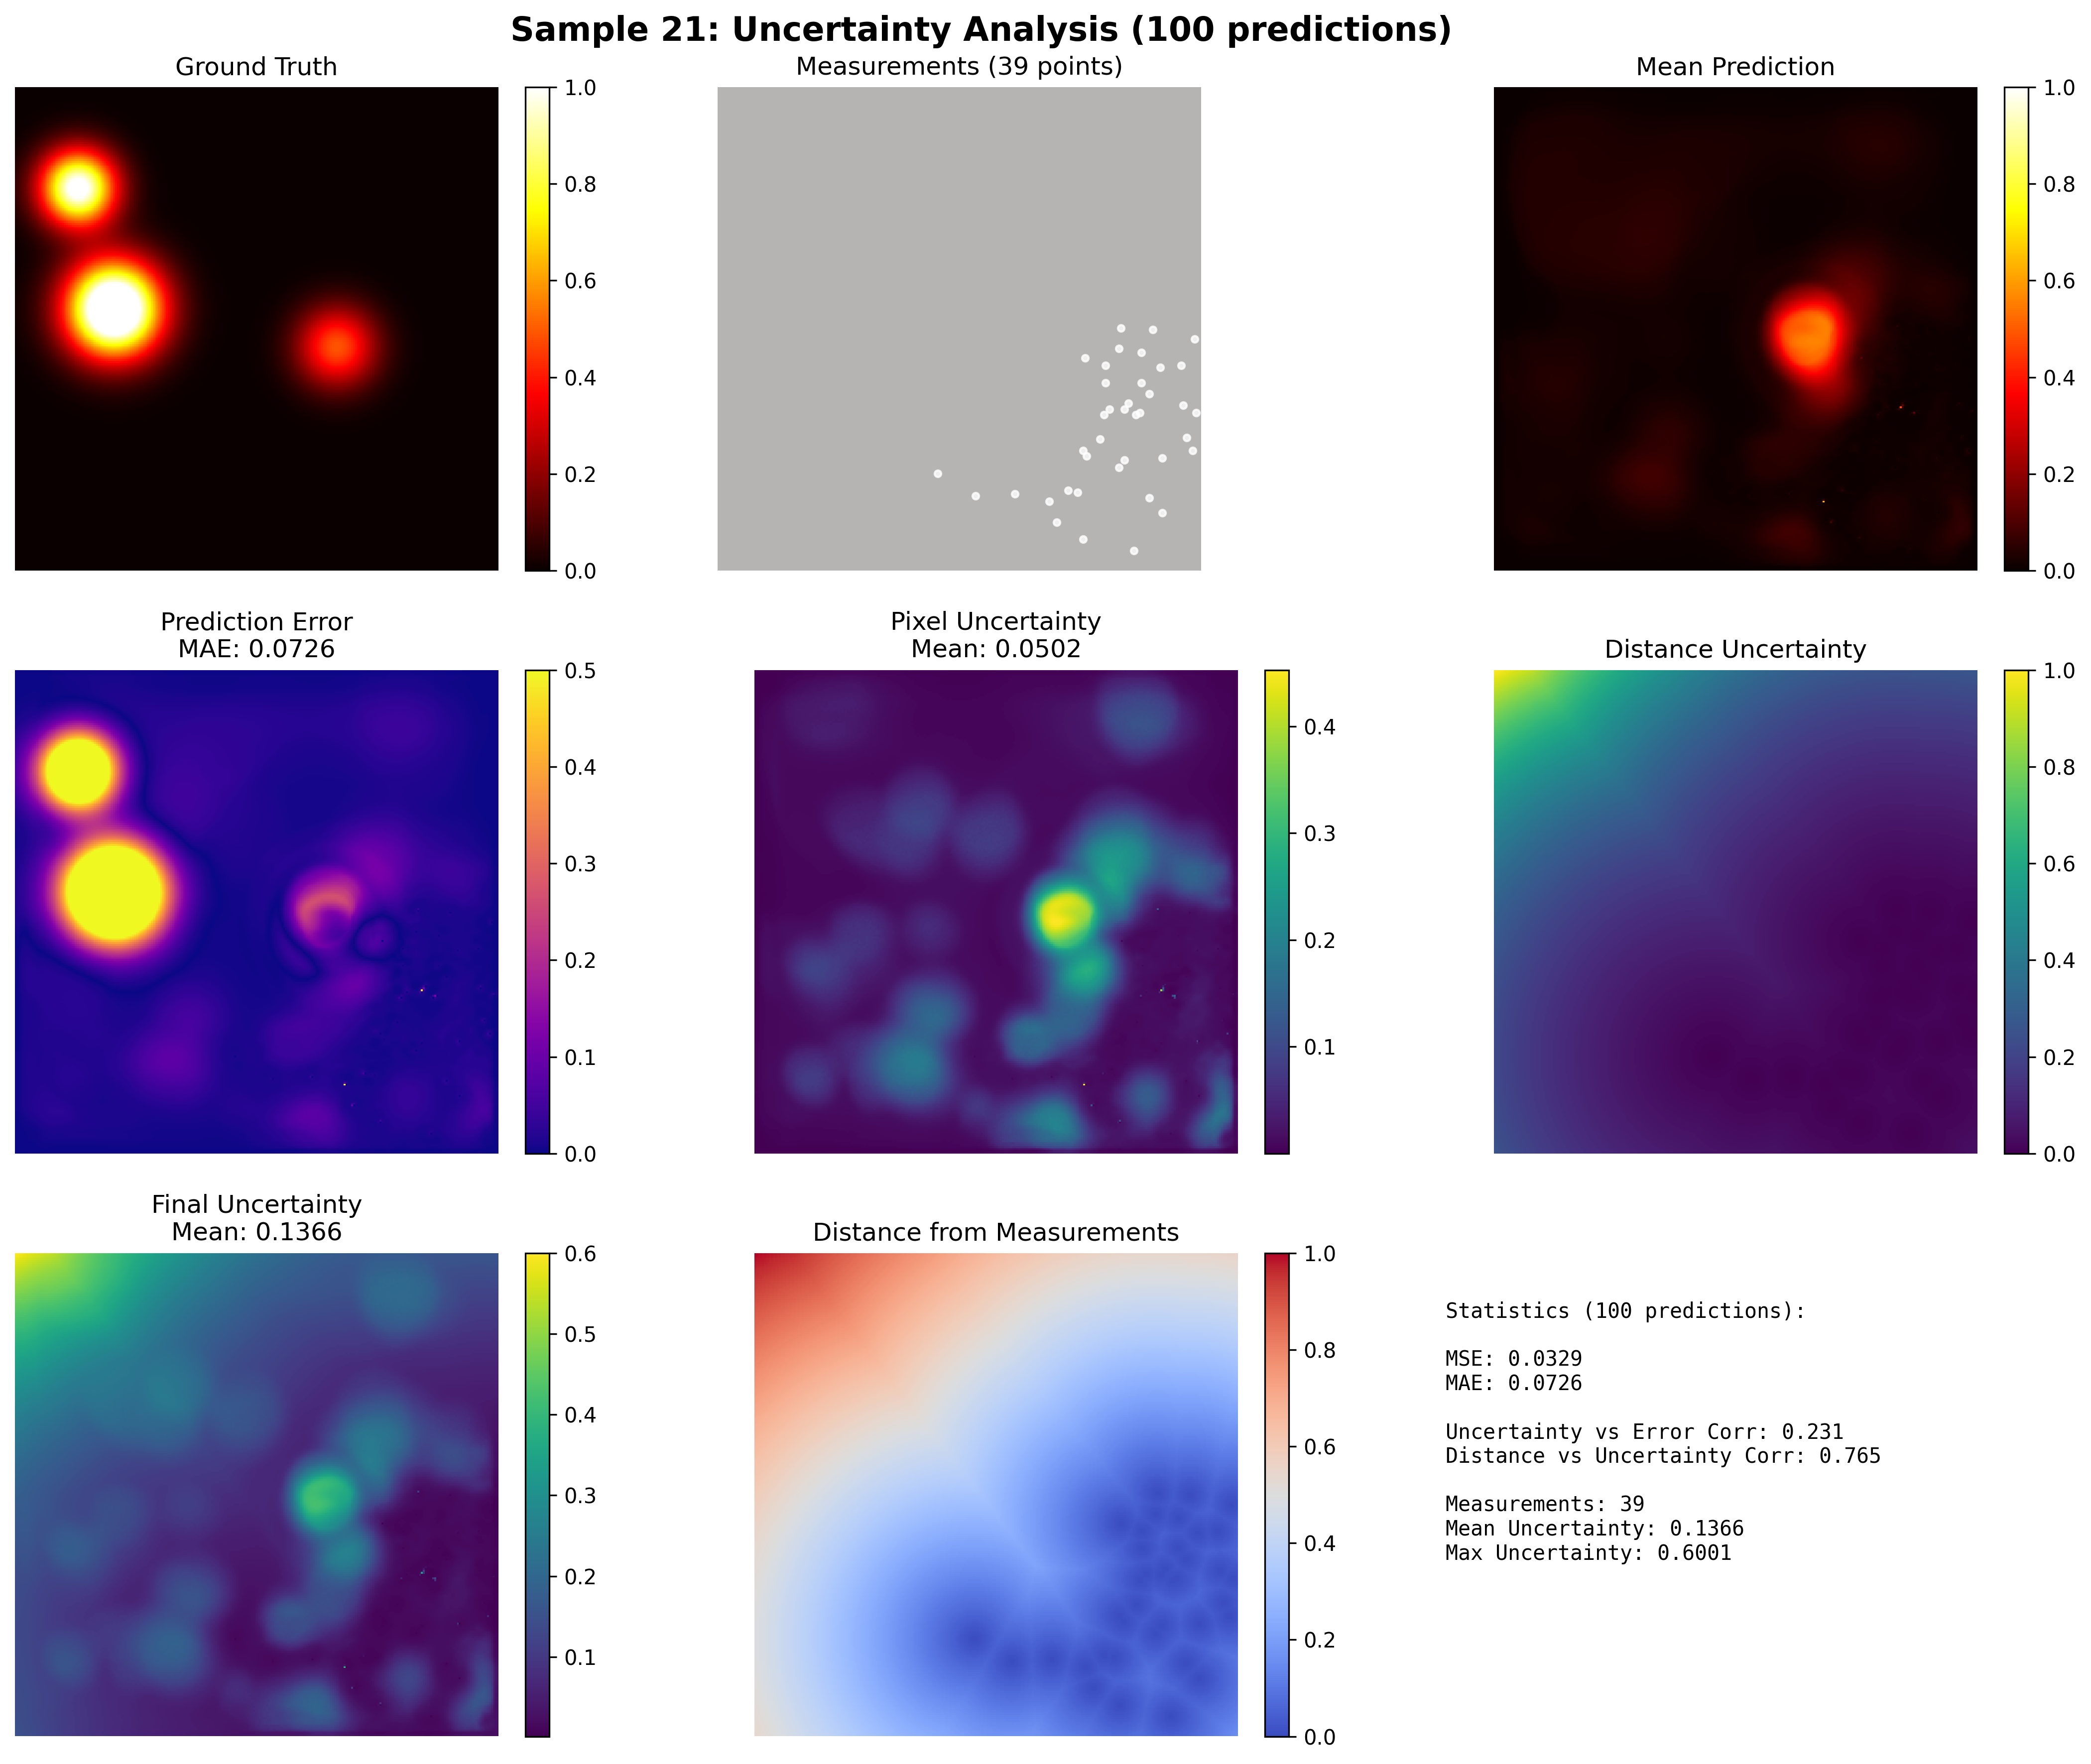 Sample 21: Uncertainty Analysis (100 predictions)
Ground Truth
1.0
0.8
0.6
0.4
0.2
0.0
Measurements (39 points)
Mean Prediction
1.0
0.8
0.6
0.4
0.2
0.0
Prediction Error
MAE: 0.0726
0.5
0.4
0.3
0.2
0.1
0.0
Pixel Uncertainty
Mean: 0.0502
0.4
0.3
0.2
0.1
Distance Uncertainty
1.0
0.8
0.6
0.4
0.2
0.0
Final Uncertainty
Mean: 0.1366
0.6
0.5
0.4
0.3
0.2
0.1
Distance from Measurements
1.0
0.8
0.6
0.4
0.2
0.0
Statistics (100 predictions):
MSE: 0.0329
MAE: 0.0726
Uncertainty vs Error Corr: 0.231
Distance vs Uncertainty Corr: 0.765
Measurements: 39
Mean Uncertainty: 0.1366
Max Uncertainty: 0.6001